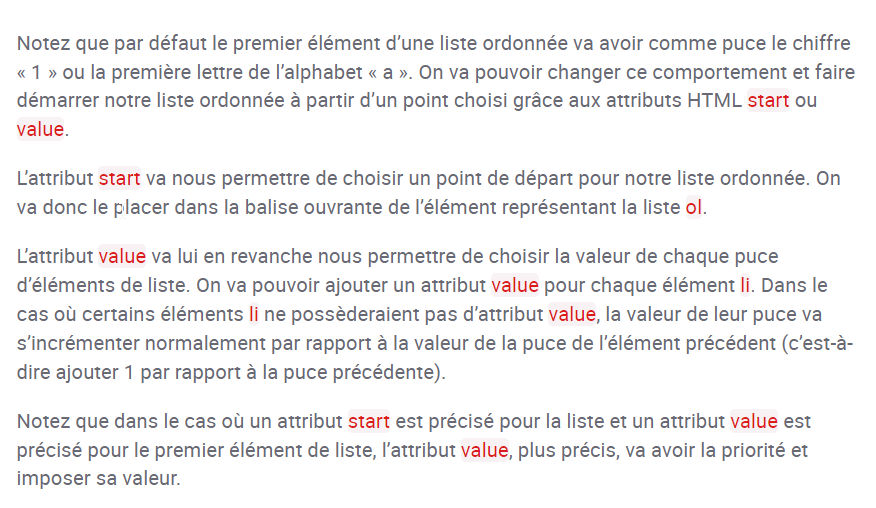 Notez que par défaut le premier élément d’une liste ordonnée va avoir comme puce le chiffre
« 1 » ou la première lettre de l’alphabet « a ». On va pouvoir changer ce comportement et faire
démarrer notre liste ordonnée à partir d’un point choisi grâce aux attributs HTML start ou
value.
L’attribut start va nous permettre de choisir un point de départ pour notre liste ordonnée. On
va donc le placer dans la balise ouvrante de l’élément représentant la liste ol.
L’attribut value va lui en revanche nous permettre de choisir la valeur de chaque puce
d’éléments de liste. On va pouvoir ajouter un attribut value pour chaque élément li. Dans le
cas où certains éléments li ne possèderaient pas d’attribut value, la valeur de leur puce va
s’incrémenter normalement par rapport à la valeur de la puce de l’élément précédent (c’est-à-
dire ajouter 1 par rapport à la puce précédente).
Notez que dans le cas où un attribut start est précisé pour la liste et un attribut value est
précisé pour le premier élément de liste, l’attribut value, plus précis, va avoir la priorité et
imposer sa valeur.